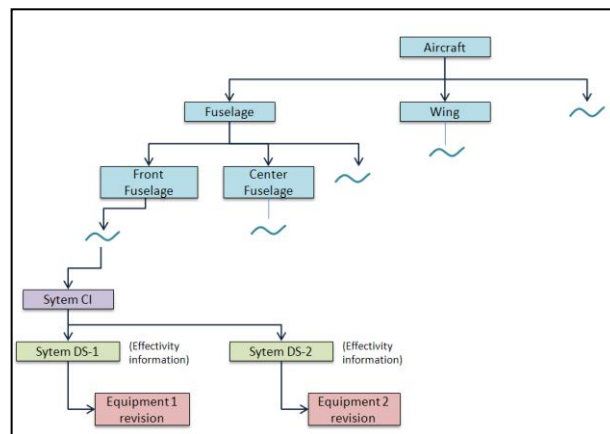 Aircraft
Fuselage
Wing
Front
Fuselage
Center
Fuselage
Sytem CI
Sytem DS-1
(Effectivity
information)
Sytem DS-2
(Effectivity
information)
Equipment 1
revision
Equipment 2
revision